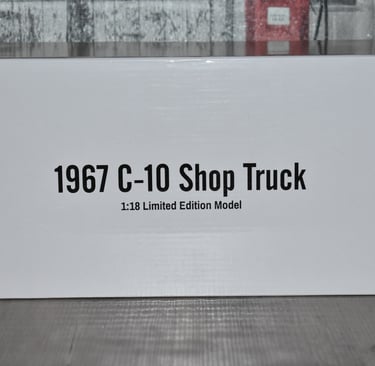 1967 C-10 Shop Truck
1:18 Limited Edition Model